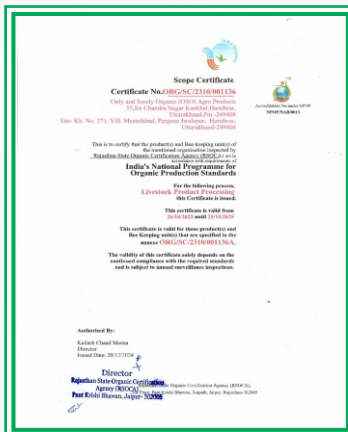 Scope Certificate
Certificate No.ORG/SC/2310/001136
Only and Surely Organic (OSO) Agro Products
53,Sri Chandra Nagar Kankhal,Haridwar,
Uttarakhand,Pin -249408
Site- Kh. No. 271, Vill. Mustafabad, Pargana Jwalapur, Haridwar,
Uttarakhand-249404
Accreditation No under NPOP
NPOP/NAB/0013
This is to certify that the product(s) and Bee Keeping unit(s) of
the mentioned organisation inspected by
Rajasthan State Organic Certification Agency (RSOCA) are in
accordance with requirements of
India's National Programme for
Organic Production Standards
For the following process,
Livestock Product Processing
this Certificate is issued.
This certificate is valid from
26/10/2024 until 25/10/2025
This certificate is valid for those product(s) and
Bee Keeping unit(s) that are specified in the
annex ORG/SC/2310/001136A.
The validity of this certificate solely depends on the
continued compliance with the required standards
and is subject to annual surveillance inspections.
Authorised By:
Kailash Chand Meena
Director
Issued Date: 20/12/2024
Director
Rajasthan State Organic Certification
Agency (RSOCA)
Pant Krishi Bhawan, Jaipur- 302005
State Organic Certification Agency (RSOCA),
Floor, Pant Krishi Bhawan, Janpath, Jaipur, Rajasthan-302005